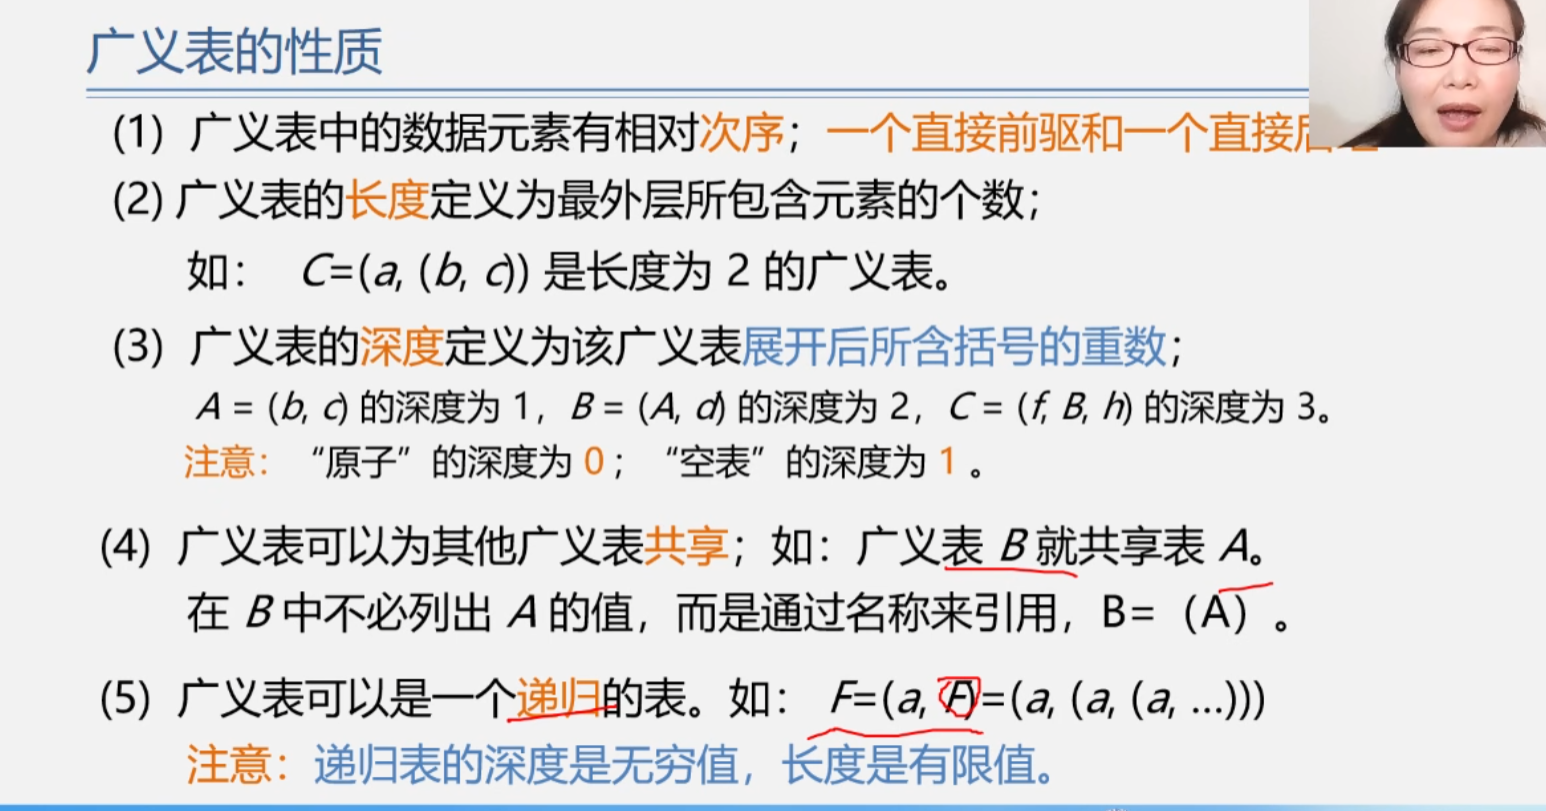 广义表的性质
(1) 广义表中的数据元素有相对次序；一个直接前驱和一个直接后
(2) 广义表的长度定义为最外层所包含元素的个数；
如： C=(a, (b, c)) 是长度为 2 的广义表。
(3) 广义表的深度定义为该广义表展开后所含括号的重数；
A = (b, c) 的深度为 1，B = (A, d) 的深度为 2，C = (f, B, h) 的深度为 3。
注意：“原子”的深度为 0；“空表”的深度为 1 。
(4) 广义表可以为其他广义表共享；如：广义表 B 就共享表 A。
在 B 中不必列出 A 的值，而是通过名称来引用，B=（A）。
(5) 广义表可以是一个递归的表。如： F=(a, F)=(a, (a, (a, …)))
注意：递归表的深度是无穷值，长度是有限值。